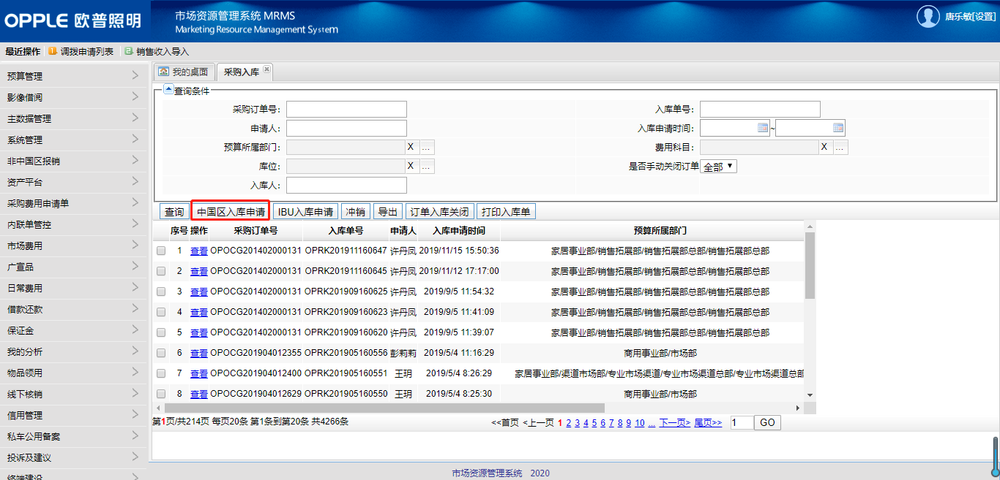 OPPLE 欧普照明
市场资源管理系统 MRMS
Marketing Resource Management System
唐乐敏[设置]
最近操作 1 调拨申请列表 2 销售收入导入
预算管理
影像借阅
主数据管理
系统管理
非中国区报销
资产平台
采购费用申请单
内联单管控
市场费用
广宣品
日常费用
借款还款
保证金
我的分析
物品领用
线下核销
信用管理
私车公用备案
投诉及建议
终端建设
我的桌面 采购入库
查询条件
采购订单号: 入库单号:
申请人: 入库申请时间: ~
预算所属部门: X ... 费用科目: X ...
库位: X ... 是否手动关闭订单 全部
入库人:
查询 中国区入库申请 IBU入库申请 冲销 导出 订单入库关闭 打印入库单
序号 操作 采购订单号 入库单号 申请人 入库申请时间 预算所属部门
1 查看 OPOCG201402000131 OPRK201911160647 许丹凤 2019/11/15 15:50:36 家居事业部/销售拓展部/销售拓展部总部/销售拓展部总部
2 查看 OPOCG201402000131 OPRK201911160645 许丹凤 2019/11/12 17:17:00 家居事业部/销售拓展部/销售拓展部总部/销售拓展部总部
3 查看 OPOCG201402000131 OPRK201909160625 许丹凤 2019/9/5 11:54:32 家居事业部/销售拓展部/销售拓展部总部/销售拓展部总部
4 查看 OPOCG201402000131 OPRK201909160623 许丹凤 2019/9/5 11:41:09 家居事业部/销售拓展部/销售拓展部总部/销售拓展部总部
5 查看 OPOCG201402000131 OPRK201909160620 许丹凤 2019/9/5 11:39:07 家居事业部/销售拓展部/销售拓展部总部/销售拓展部总部
6 查看 OPOCG201904012355 OPRK201905160556 彭莉莉 2019/5/4 11:16:29 商用事业部/市场部
7 查看 OPOCG201904012400 OPRK201905160551 王玥 2019/5/4 8:26:29 家居事业部/渠道市场部/专业市场渠道/专业市场渠道总部/专业市场渠道总部
8 查看 OPOCG201904012629 OPRK201905160550 王玥 2019/5/4 8:25:30 商用事业部/市场部
第1页/共214页 每页20条 第1条到第20条 共4266条 <<首页 <上一页 1 2 3 4 5 6 7 8 9 10 ... 下一页> 尾页>> 1 GO
市场资源管理系统 2020